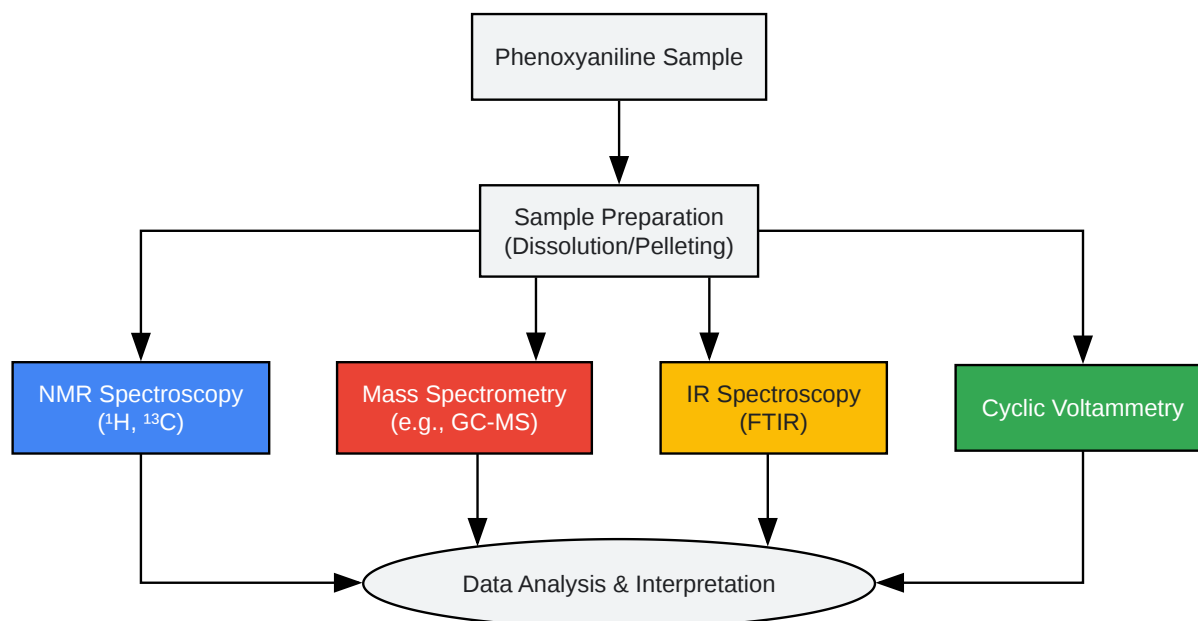 Phenoxyaniline Sample
Sample Preparation
(Dissolution/Pelleting)
NMR Spectroscopy
(¹H, ¹³C)
Mass Spectrometry
(e.g., GC-MS)
IR Spectroscopy
(FTIR)
Cyclic Voltammetry
Data Analysis & Interpretation